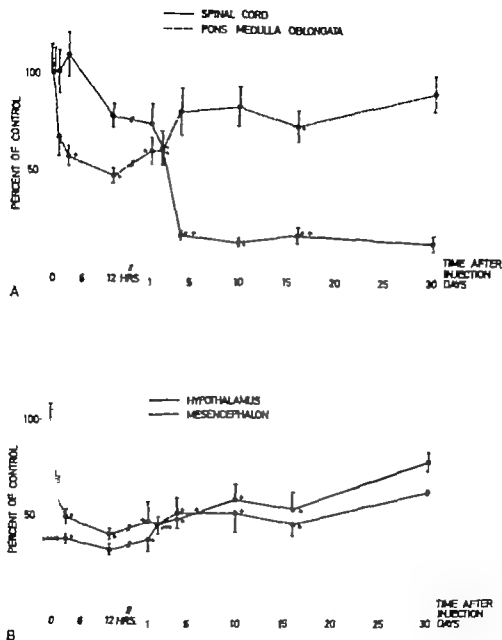 SPINAL CORD
PONS MEDULLA OBLONGATA
100
50
PERCENT OF CONTROL
0 6 12 HRS 1 5 10 15 20 25 30
TIME AFTER INJECTION DAYS
A
HYPOTHALAMUS
MESENCEPHALON
100
50
PERCENT OF CONTROL
0 6 12 HRS. 1 5 10 15 20 25 30
TIME AFTER INJECTION DAYS
B